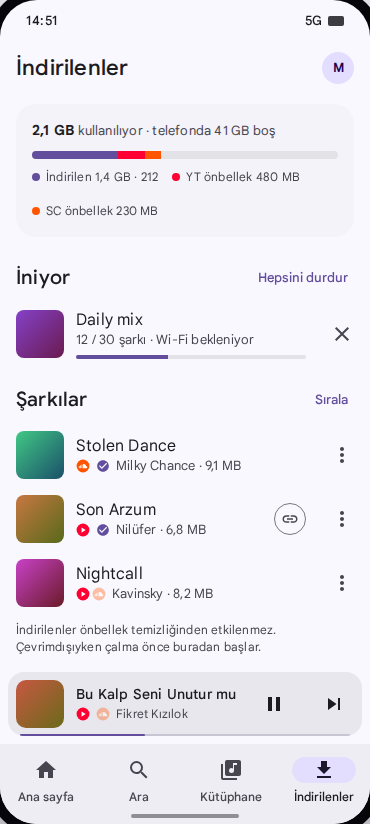 14:51
5G
İndirilenler
M
2,1 GB kullanılıyor · telefonda 41 GB boş
İndirilen 1,4 GB · 212
YT önbellek 480 MB
SC önbellek 230 MB
İniyor
Hepsini durdur
Daily mix
12 / 30 şarkı · Wi-Fi bekleniyor
Şarkılar
Sırala
Stolen Dance
Milky Chance · 9,1 MB
Son Arzum
Nilüfer · 6,8 MB
Nightcall
Kavinsky · 8,2 MB
İndirilenler önbellek temizliğinden etkilenmez.
Çevrimdışıyken çalma önce buradan başlar.
Bu Kalp Seni Unutur mu
Fikret Kızılok
Ana sayfa
Ara
Kütüphane
İndirilenler